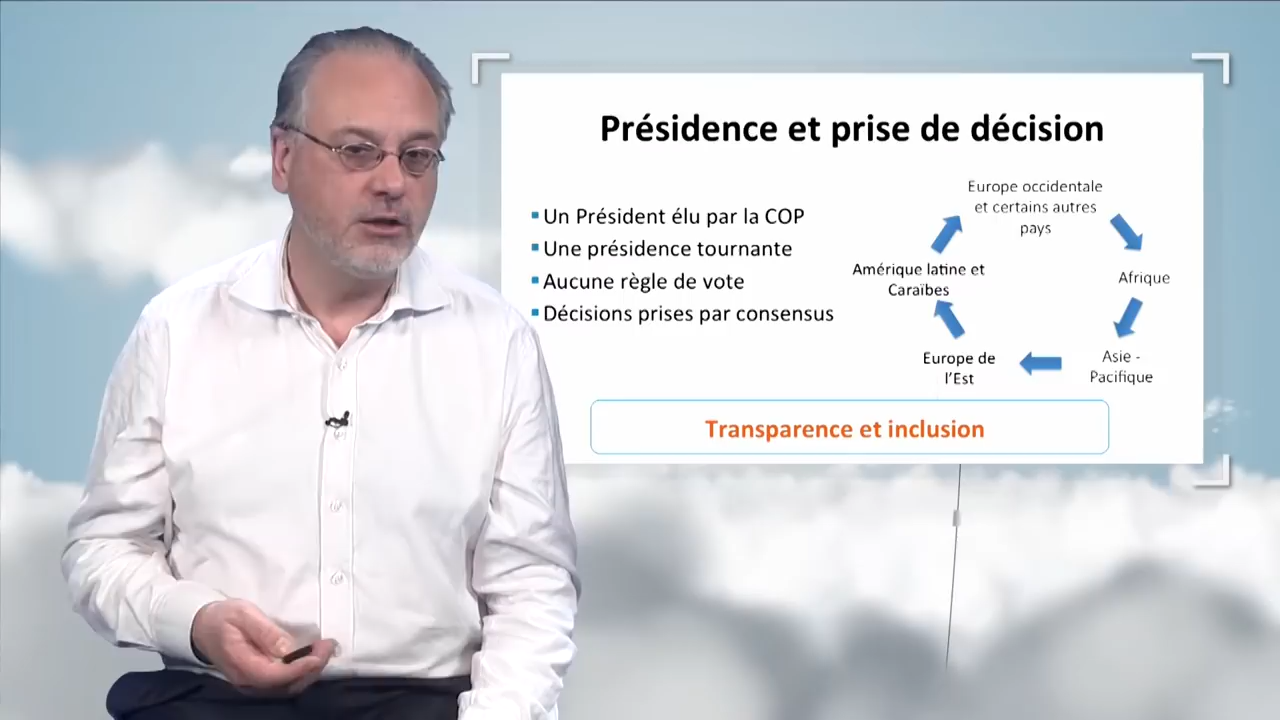 Présidence et prise de décision
▪Un Président élu par la COP
▪Une présidence tournante
▪Aucune règle de vote
▪Décisions prises par consensus
Europe occidentale
et certains autres
pays
Afrique
Asie -
Pacifique
Europe de
l’Est
Amérique latine et
Caraïbes
Transparence et inclusion